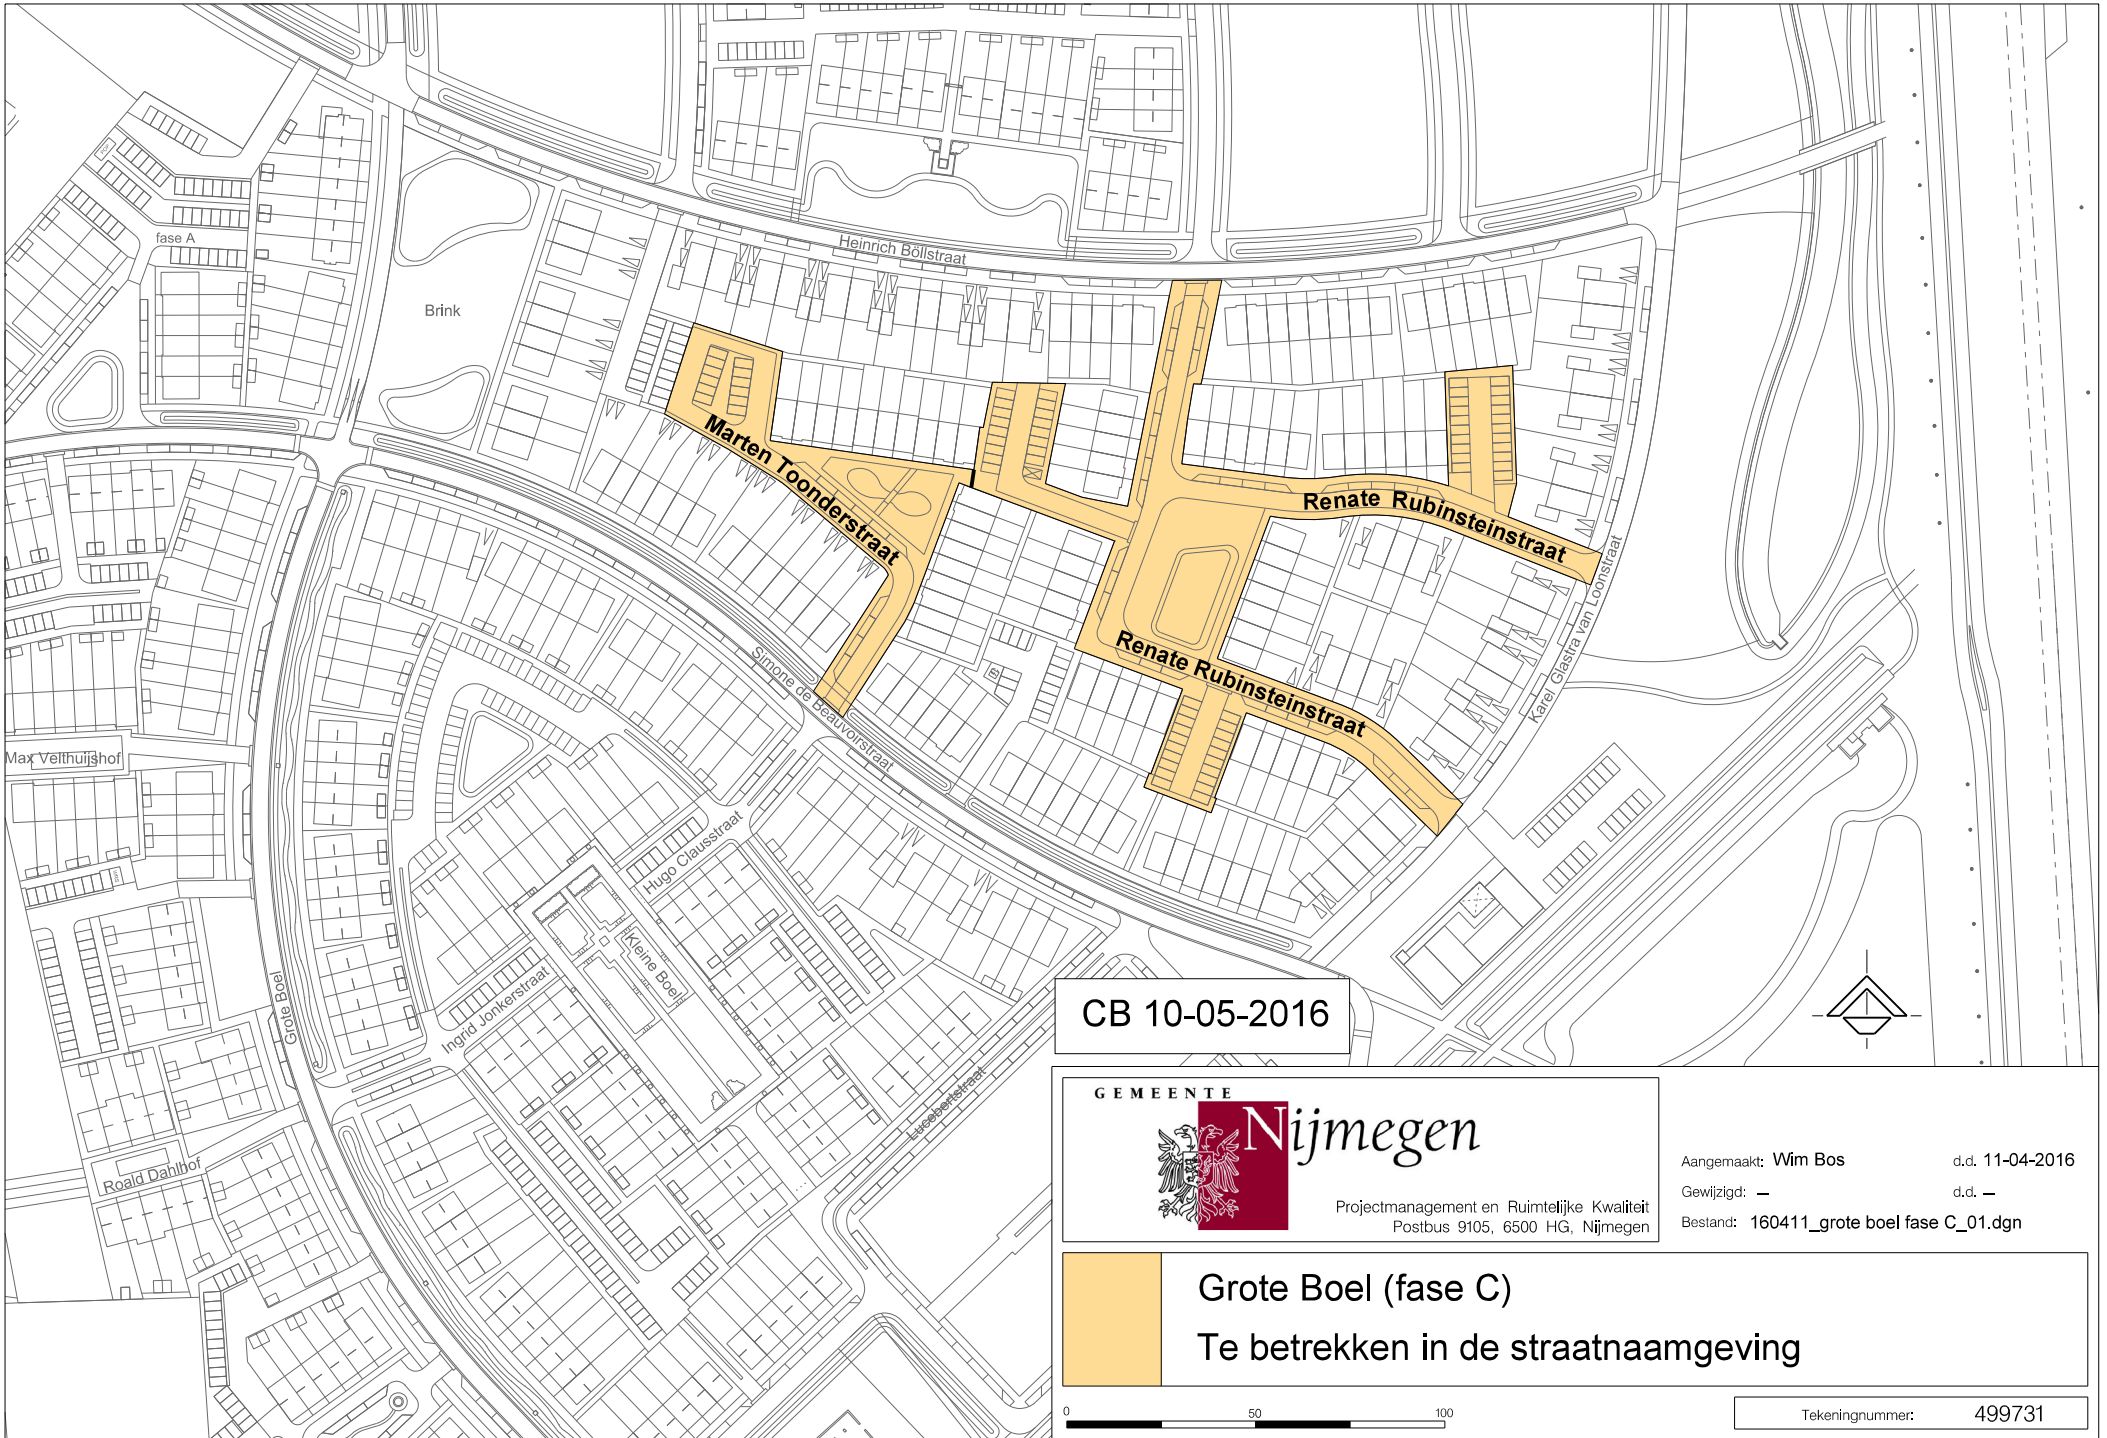 fase A
Brink
Heinrich Böllstraat
Marten Toonderstraat
Renate Rubinsteinstraat
Renate Rubinsteinstraat
Karel Glastra van Loonstraat
Simone de Beauvoirstraat
Max Velthuijshof
Hugo Clausstraat
Kleine Boel
Ingrid Jonkerstraat
Grote Boel
Lucebertstraat
Roald Dahlhof
CB 10-05-2016
GEMEENTE
Nijmegen
Projectmanagement en Ruimtelijke Kwaliteit
Postbus 9105, 6500 HG, Nijmegen
Aangemaakt: Wim Bos d.d. 11-04-2016
Gewijzigd: – d.d. –
Bestand: 160411_grote boel fase C_01.dgn
Grote Boel (fase C)
Te betrekken in de straatnaamgeving
0 50 100
Tekeningnummer: 499731